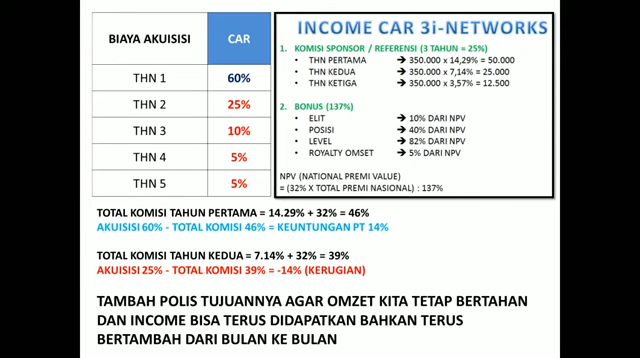 BIAYA AKUISISI CAR
THN 1 60%
THN 2 25%
THN 3 10%
THN 4 5%
THN 5 5%
INCOME CAR 3i-NETWORKS
1. KOMISI SPONSOR / REFERENSI (3 TAHUN = 25%)
• THN PERTAMA → 350.000 x 14,29% = 50.000
• THN KEDUA → 350.000 x 7,14% = 25.000
• THN KETIGA → 350.000 x 3,57% = 12.500
2. BONUS (137%)
• ELIT → 10% DARI NPV
• POSISI → 40% DARI NPV
• LEVEL → 82% DARI NPV
• ROYALTY OMSET → 5% DARI NPV
NPV (NATIONAL PREMI VALUE)
= (32% X TOTAL PREMI NASIONAL) : 137%
TOTAL KOMISI TAHUN PERTAMA = 14.29% + 32% = 46%
AKUISISI 60% - TOTAL KOMISI 46% = KEUNTUNGAN PT 14%
TOTAL KOMISI TAHUN KEDUA = 7.14% + 32% = 39%
AKUISISI 25% - TOTAL KOMISI 39% = -14% (KERUGIAN)
TAMBAH POLIS TUJUANNYA AGAR OMZET KITA TETAP BERTAHAN
DAN INCOME BISA TERUS DIDAPATKAN BAHKAN TERUS
BERTAMBAH DARI BULAN KE BULAN